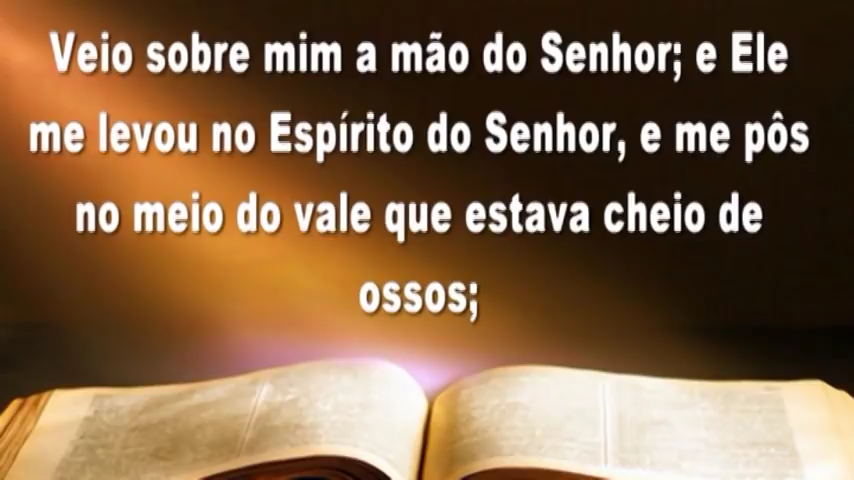 Veio sobre mim a mão do Senhor; e Ele
me levou no Espírito do Senhor, e me pôs
no meio do vale que estava cheio de
ossos;